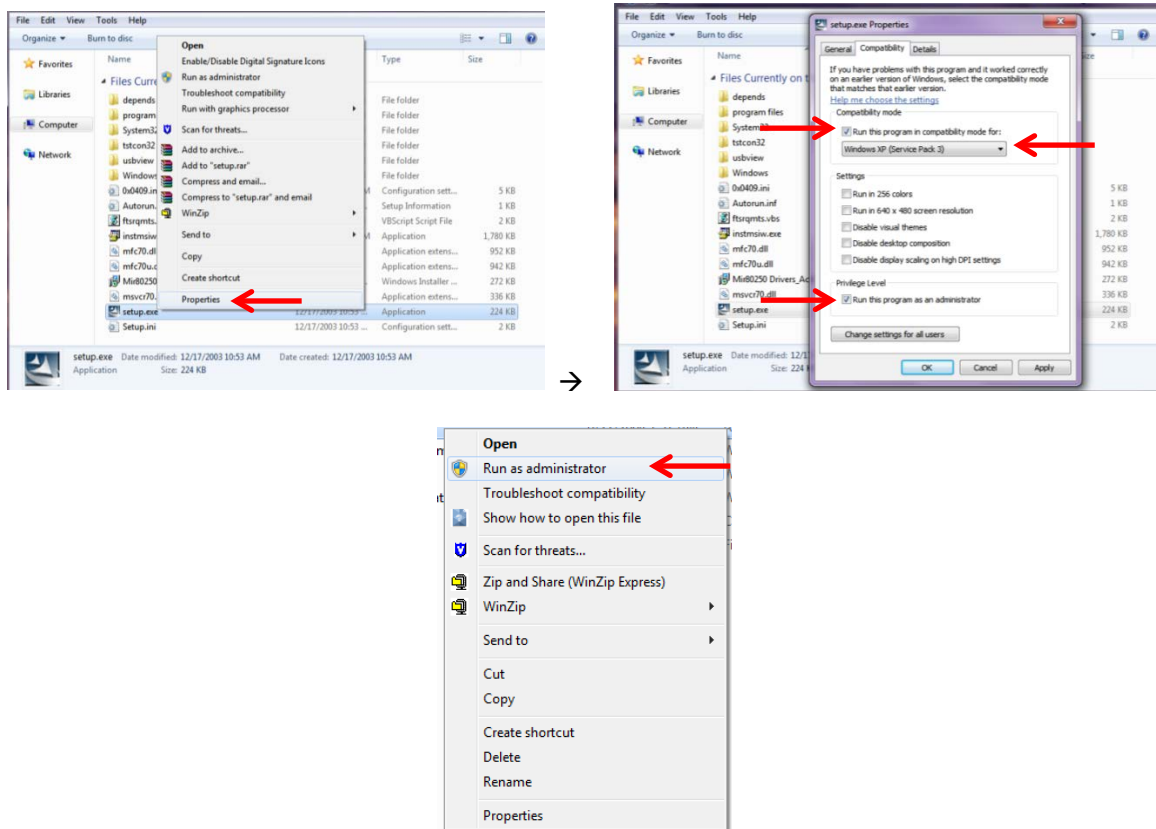 File Edit View Tools Help
Organize Burn to disc
Favorites
Libraries
Computer
Network
Name Type Size
Files Curre
depends File folder
program File folder
System32 File folder
tstcon32 File folder
usbview File folder
Windows File folder
0x0409.in Configuration sett... 5 KB
Autorun. Setup Information 1 KB
ftsrqmts. VBScript Script File 2 KB
instmsiw Application 1,780 KB
mfc70.dl Application extens... 952 KB
mfc70u.d Application extens... 942 KB
Mir80250 Windows Installer ... 272 KB
msvcr70. Application extens... 336 KB
setup.exe 12/17/2003 10:53 ... Application 224 KB
Setup.ini 12/17/2003 10:53 ... Configuration sett... 2 KB
Open
Enable/Disable Digital Signature Icons
Run as administrator
Troubleshoot compatibility
Run with graphics processor
Scan for threats...
Add to archive...
Add to "setup.rar"
Compress and email...
Compress to "setup.rar" and email
WinZip
Send to
Copy
Create shortcut
Properties
setup.exe Date modified: 12/17/2003 10:53 AM Date created: 12/17/2003 10:53 AM
Application Size: 224 KB
→
File Edit View Tools Help
Organize Burn to disc
Favorites
Libraries
Computer
Network
Name
Files Currently on t
depends
program files
System32
tstcon32
usbview
Windows
0x0409.ini 5 KB
Autorun.inf 1 KB
ftsrqmts.vbs 2 KB
instmsiw.exe 1,780 KB
mfc70.dll 952 KB
mfc70u.dll 942 KB
Mir80250 Drivers_Acti 272 KB
msvcr70.dll 336 KB
setup.exe 224 KB
Setup.ini 2 KB
setup.exe Date modified: 12/1
Application Size: 224
setup.exe Properties
General Compatibility Details
If you have problems with this program and it worked correctly
on an earlier version of Windows, select the compatibility mode
that matches that earlier version.
Help me choose the settings
Compatibility mode
Run this program in compatibility mode for:
Windows XP (Service Pack 3)
Settings
Run in 256 colors
Run in 640 x 480 screen resolution
Disable visual themes
Disable desktop composition
Disable display scaling on high DPI settings
Privilege Level
Run this program as an administrator
Change settings for all users
OK Cancel Apply
Open
Run as administrator
Troubleshoot compatibility
Show how to open this file
Scan for threats...
Zip and Share (WinZip Express)
WinZip
Send to
Cut
Copy
Create shortcut
Delete
Rename
Properties